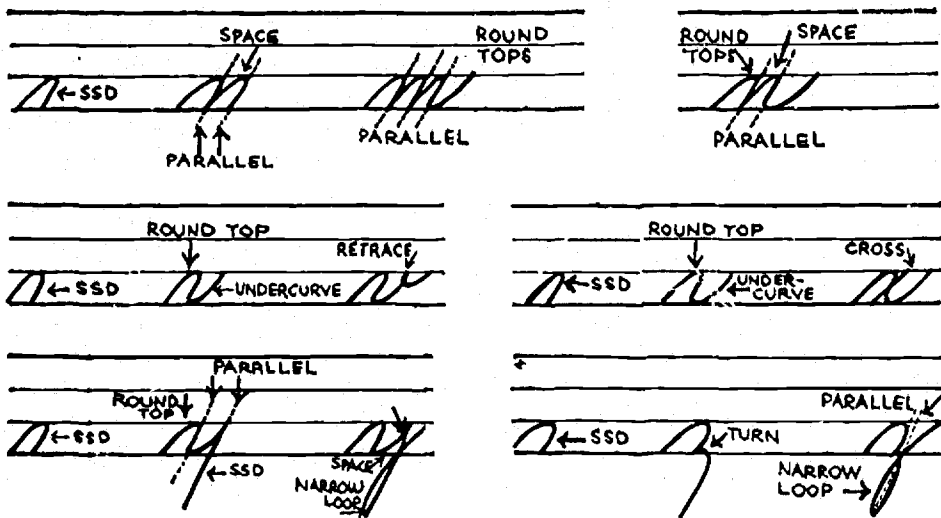 SPACE
ROUND
TOPS
←SSD
PARALLEL
PARALLEL
ROUND
TOPS
SPACE
PARALLEL
ROUND TOP
RETRACE
←SSD
←UNDERCURVE
ROUND TOP
CROSS
←SSD
←UNDER-
CURVE
PARALLEL
ROUND
TOP
←SSD
←SSD
SPACE
NARROW
LOOP
PARALLEL
←SSD
TURN
NARROW
LOOP→